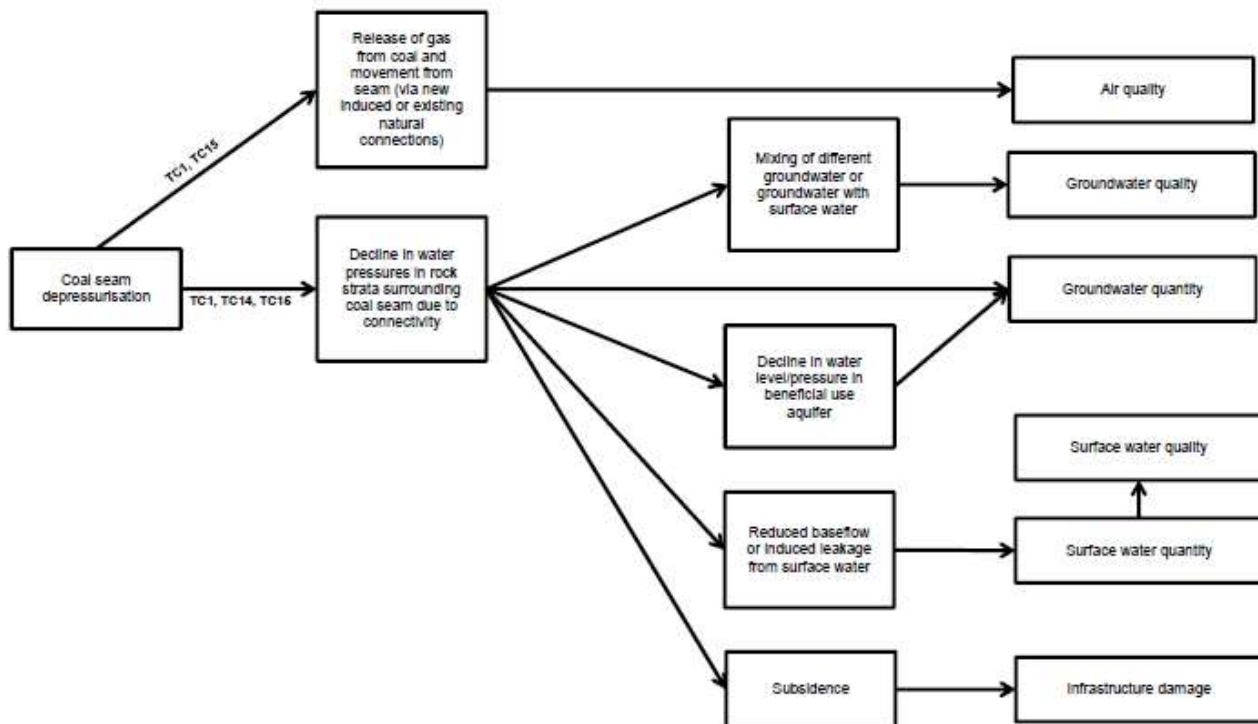 Release of gas
from coal and
movement from
seam (via new
induced or existing
natural
connections)
Air quality
TC1, TC15
Mixing of different
groundwater or
groundwater with
surface water
Groundwater quality
Coal seam
depressurisation
TC1, TC14, TC16
Decline in water
pressures in rock
strata surrounding
coal seam due to
connectivity
Groundwater quantity
Decline in water
level/pressure in
beneficial use
aquifer
Surface water quality
Reduced baseflow
or induced leakage
from surface water
Surface water quantity
Subsidence
Infrastructure damage